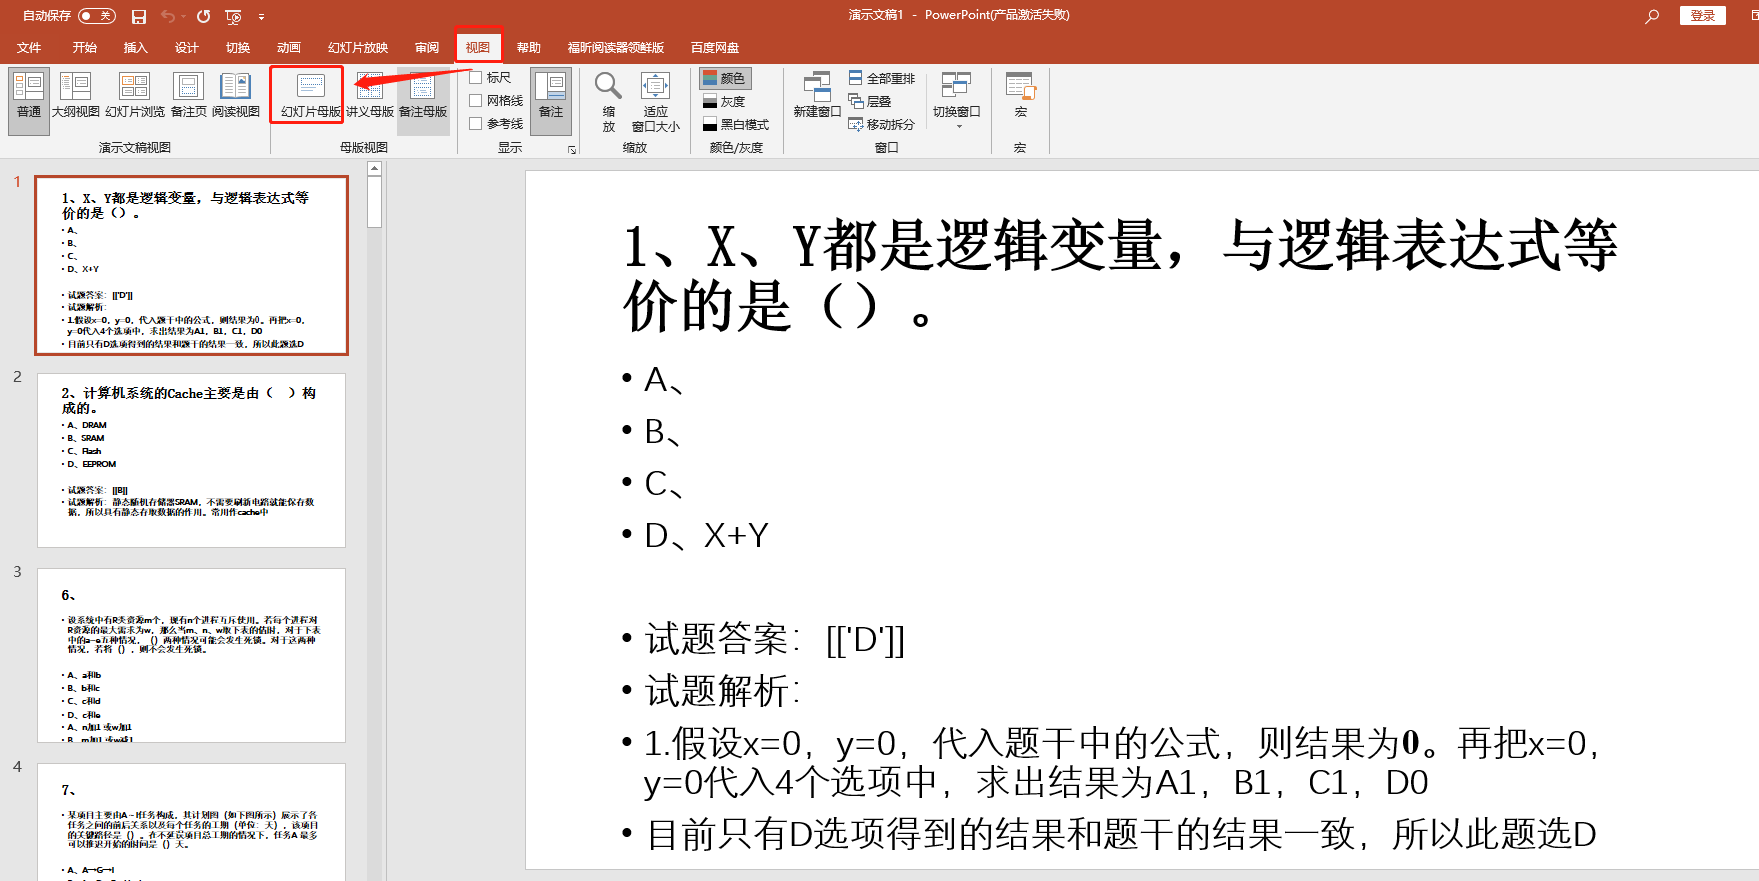 自动保存 关
演示文稿1 - PowerPoint(产品激活失败)
登录
文件 开始 插入 设计 切换 动画 幻灯片放映 审阅 视图 帮助 福昕阅读器领鲜版 百度网盘
普通 大纲视图 幻灯片浏览 备注页 阅读视图
演示文稿视图
幻灯片母版 讲义母版 备注母版
母版视图
标尺
网格线
参考线
显示
备注
缩放
适应窗口大小
缩放
颜色
灰度
黑白模式
颜色/灰度
新建窗口
全部重排
层叠
移动拆分
切换窗口
窗口
宏
宏
1
1、X、Y都是逻辑变量，与逻辑表达式等
价的是（）。
• A、
• B、
• C、
• D、X+Y
• 试题答案：[['D']]
• 试题解析：
• 1.假设x=0，y=0，代入题干中的公式，则结果为0。再把x=0，
y=0代入4个选项中，求出结果为A1，B1，C1，D0
• 目前只有D选项得到的结果和题干的结果一致，所以此题选D
2
2、计算机系统的Cache主要是由（　）构
成的。
• A、DRAM
• B、SRAM
• C、Flash
• D、EEPROM
• 试题答案：[[B]]
• 试题解析：静态随机存储器SRAM，不需要刷新电路就能保存数
据，所以具有静态存取数据的作用。常用作cache中
3
6、
• 设系统中有R类资源m个，现有n个进程互斥使用。若每个进程对
R资源的最大需求为w，那么当m、n、w取下表的值时，对于下表
中的a~e五种情况，（）两种情况可能会发生死锁。对于这两种
情况，若将（），则不会发生死锁。
• A、a和b
• B、b和c
• C、c和d
• D、c和e
• A、n加1 或w加1
• B、m加1 或w减1
4
7、
• 某项目主要由A~I任务构成，其计划图（如下图所示）展示了各
任务之间的前后关系以及每个任务的工期（单位：天），该项目
的关键路径是（）。在不延误项目总工期的情况下，任务A 最多
可以推迟开始的时间是（）天。
• A、A→G→I
1、X、Y都是逻辑变量，与逻辑表达式等
价的是（）。
• A、
• B、
• C、
• D、X+Y
• 试题答案：[['D']]
• 试题解析：
• 1.假设x=0，y=0，代入题干中的公式，则结果为0。再把x=0，
y=0代入4个选项中，求出结果为A1，B1，C1，D0
• 目前只有D选项得到的结果和题干的结果一致，所以此题选D